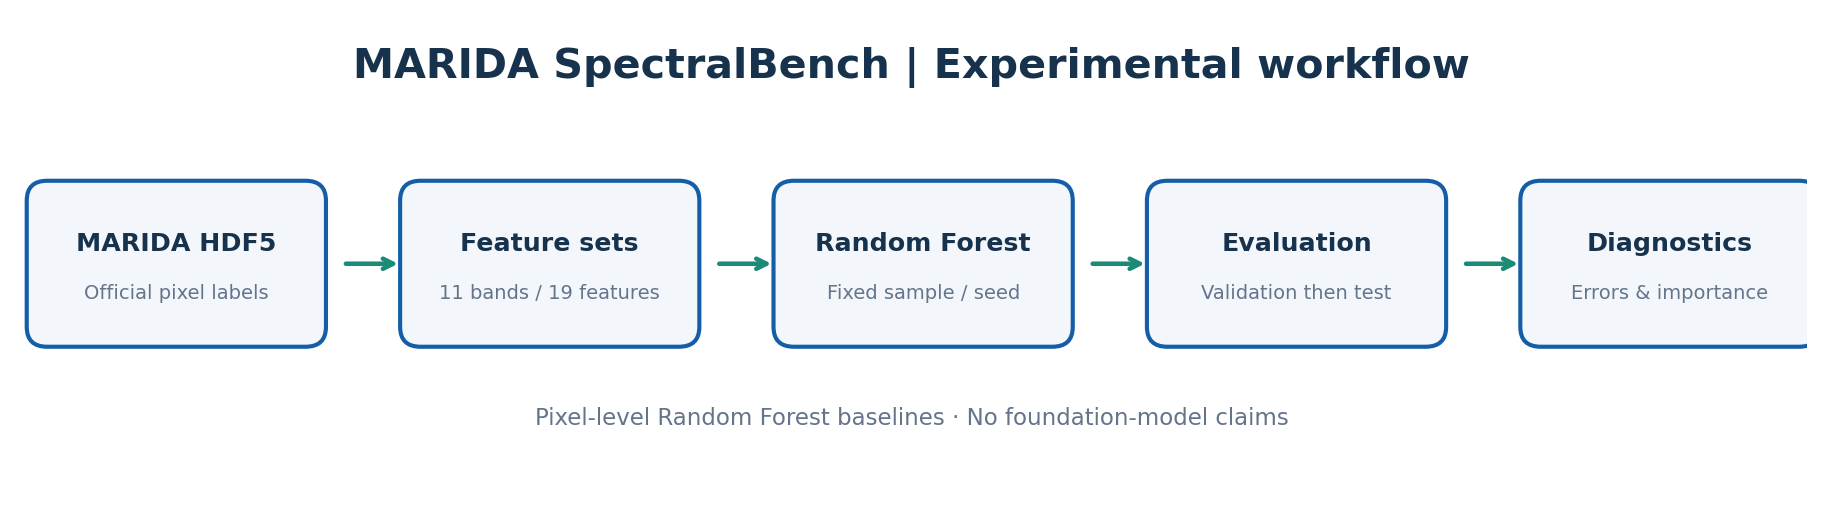 MARIDA SpectralBench | Experimental workflow
MARIDA HDF5
Official pixel labels
Feature sets
11 bands / 19 features
Random Forest
Fixed sample / seed
Evaluation
Validation then test
Diagnostics
Errors & importance
Pixel-level Random Forest baselines · No foundation-model claims